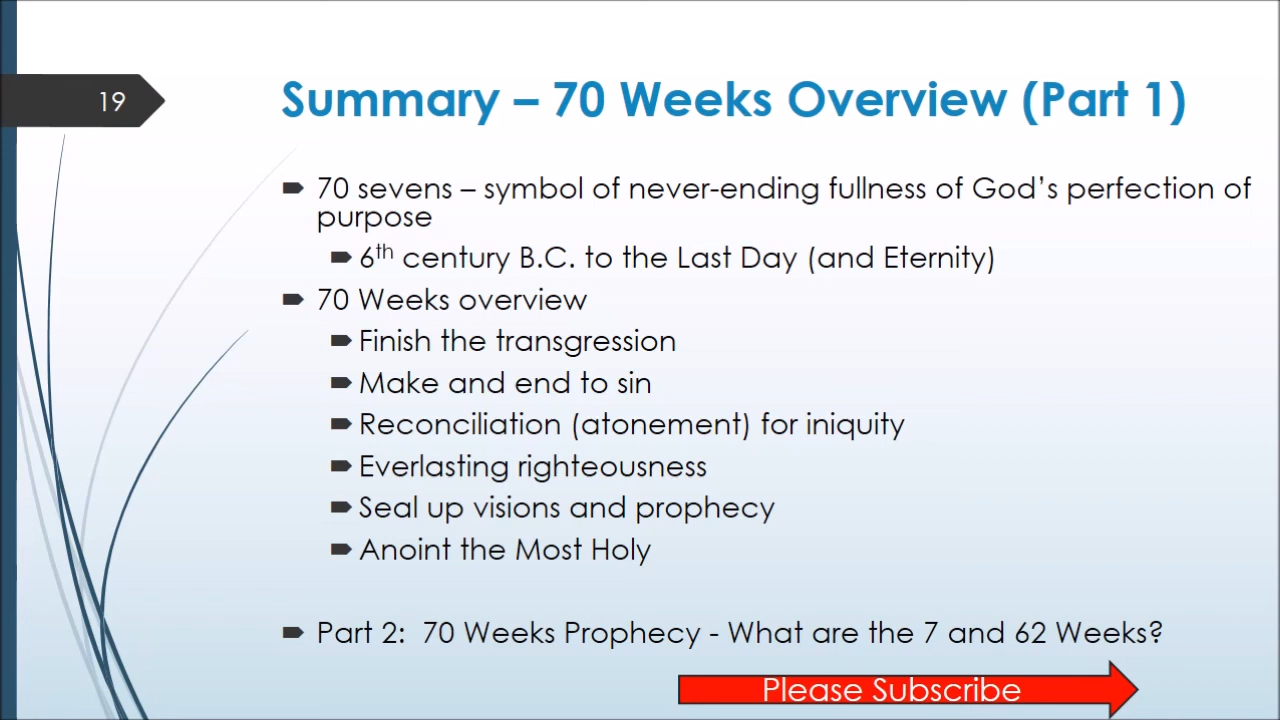 19
Summary – 70 Weeks Overview (Part 1)
70 sevens – symbol of never-ending fullness of God’s perfection of
purpose
6th century B.C. to the Last Day (and Eternity)
70 Weeks overview
Finish the transgression
Make and end to sin
Reconciliation (atonement) for iniquity
Everlasting righteousness
Seal up visions and prophecy
Anoint the Most Holy
Part 2:  70 Weeks Prophecy - What are the 7 and 62 Weeks?
Please Subscribe